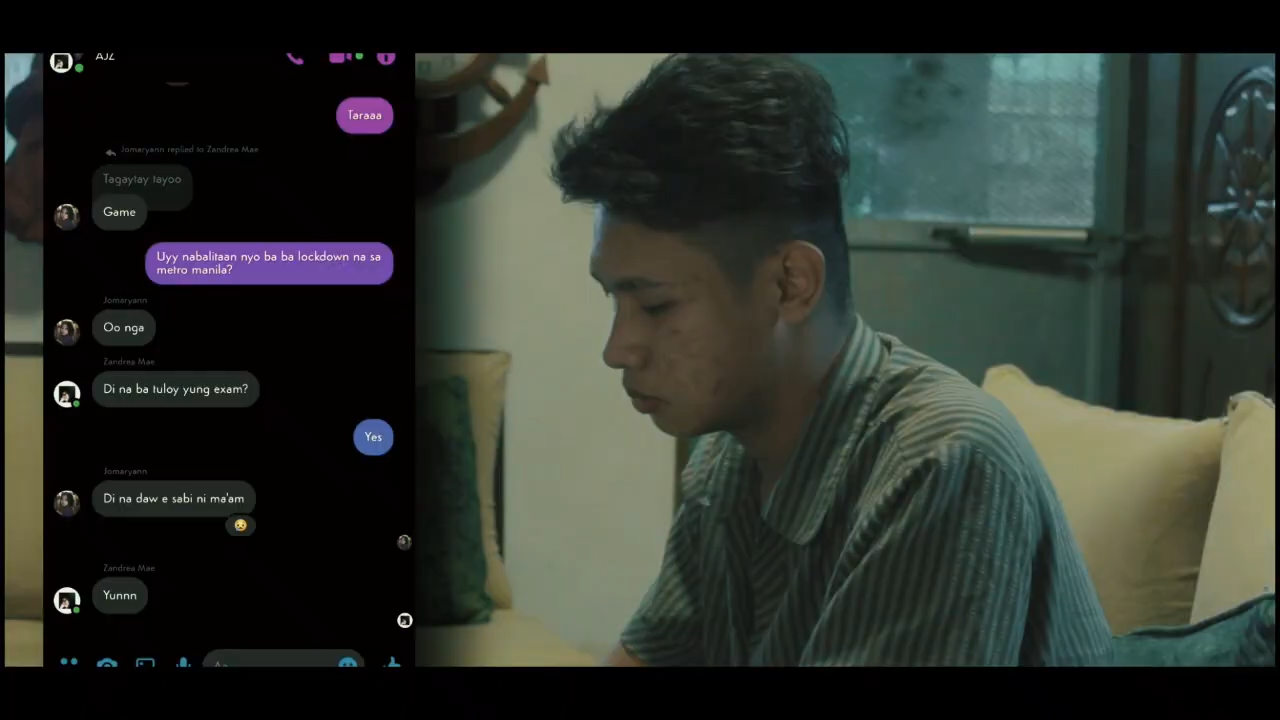 AJZ
Taraaa
Jomaryann replied to Zandrea Mae
Tagaytay tayoo
Game
Uyy nabalitaan nyo ba ba lockdown na sa
metro manila?
Jomaryann
Oo nga
Zandrea Mae
Di na ba tuloy yung exam?
Yes
Jomaryann
Di na daw e sabi ni ma'am
Zandrea Mae
Yunnn
Aa